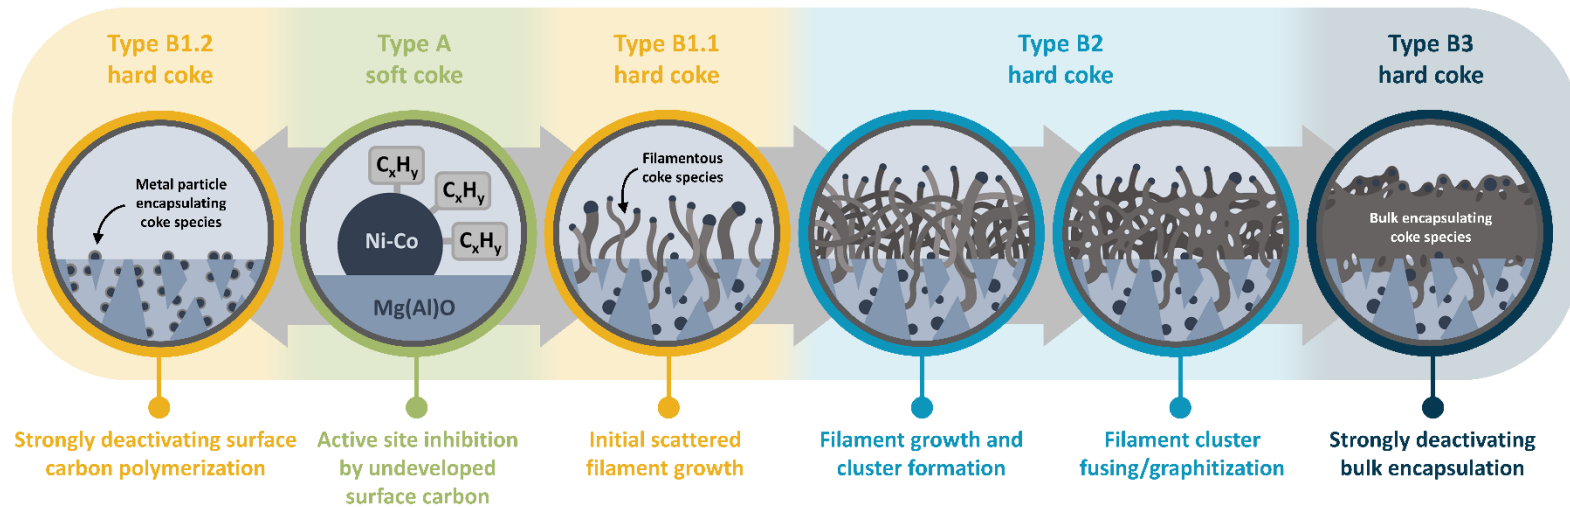 Type B1.2
hard coke
Type A
soft coke
Type B1.1
hard coke
Type B2
hard coke
Type B3
hard coke
Metal particle
encapsulating
coke species
CxHy
CxHy
CxHy
Ni-Co
Mg(Al)O
Filamentous
coke species
Bulk encapsulating
coke species
Strongly deactivating surface
carbon polymerization
Active site inhibition
by undeveloped
surface carbon
Initial scattered
filament growth
Filament growth and
cluster formation
Filament cluster
fusing/graphitization
Strongly deactivating
bulk encapsulation